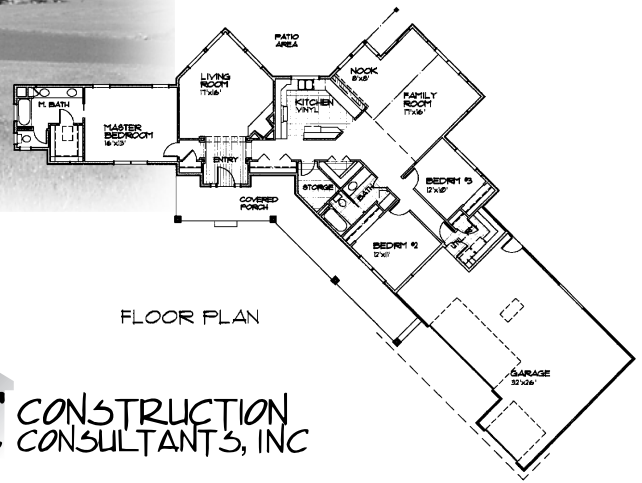 PATIO
AREA
LIVING
ROOM
17'x16'
NOOK
8'x8'
KITCHEN
VINYL
FAMILY
ROOM
17'x16'
M. BATH
MASTER
BEDROOM
16'x13'
ENTRY
STORGE
BATH
BEDRM #3
12'x10'
COVERED
PORCH
BEDRM #2
12'x11'
FLOOR PLAN
GARAGE
32'x26'
CONSTRUCTION
CONSULTANTS, INC